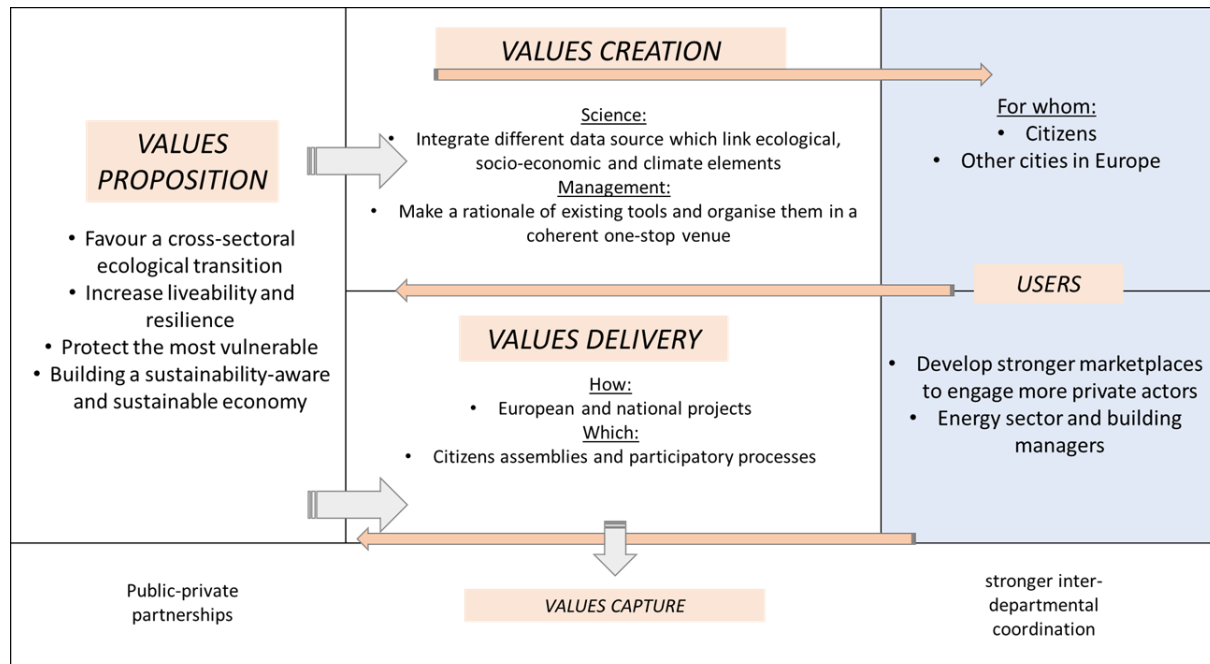 VALUES
PROPOSITION
• Favour a cross-sectoral
ecological transition
• Increase liveability and
resilience
• Protect the most vulnerable
• Building a sustainability-aware
and sustainable economy
VALUES CREATION
Science:
• Integrate different data source which link ecological,
socio-economic and climate elements
Management:
• Make a rationale of existing tools and organise them in a
coherent one-stop venue
For whom:
• Citizens
• Other cities in Europe
USERS
VALUES DELIVERY
How:
• European and national projects
Which:
• Citizens assemblies and participatory processes
• Develop stronger marketplaces
to engage more private actors
• Energy sector and building
managers
Public-private
partnerships
VALUES CAPTURE
stronger inter-
departmental
coordination